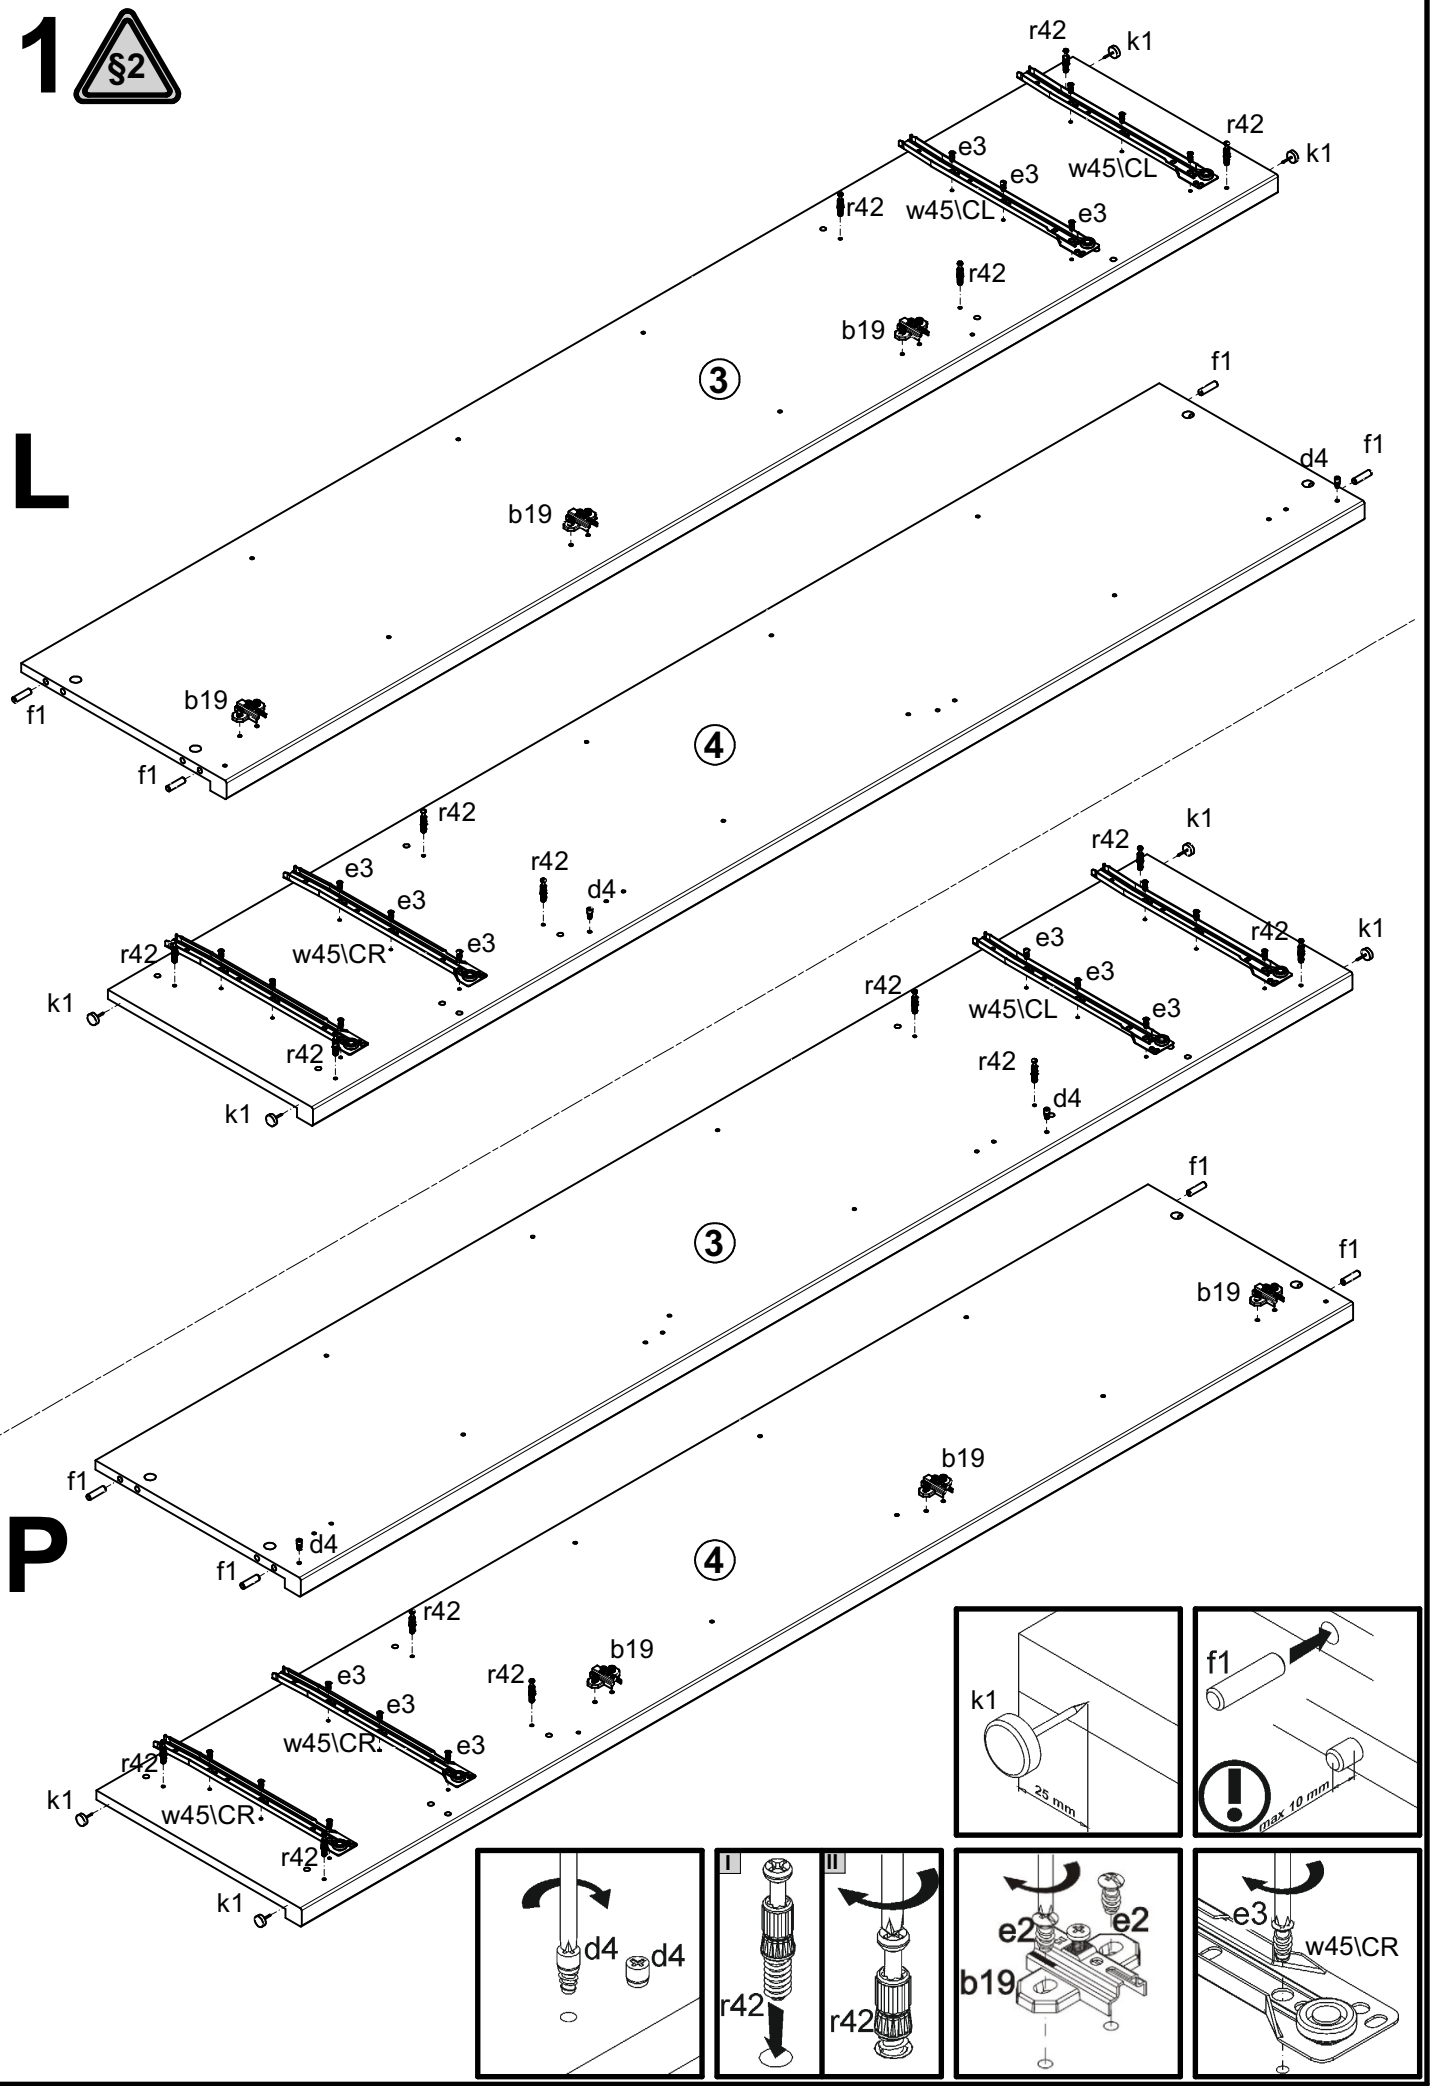 1 §2
r42 k1
r42
k1
e3
w45\CL
e3
r42 w45\CL e3
r42
b19
3
f1
L
d4 f1
b19
b19
f1
4
f1
r42
k1
r42
r42
e3
d4
e3
r42 w45\CR e3
k1
k1
r42
e3
e3
r42
w45\CL e3
r42
r42
d4
k1
f1
3
f1
b19
b19
f1
d4
P
f1
4
r42
b19
r42
e3
e3
w45\CR e3
r42
k1
w45\CR
r42
k1
k1
25 mm
f1
max 10 mm
!
d4 d4
I
r42
II
r42
e2 e2
b19
e3
w45\CR